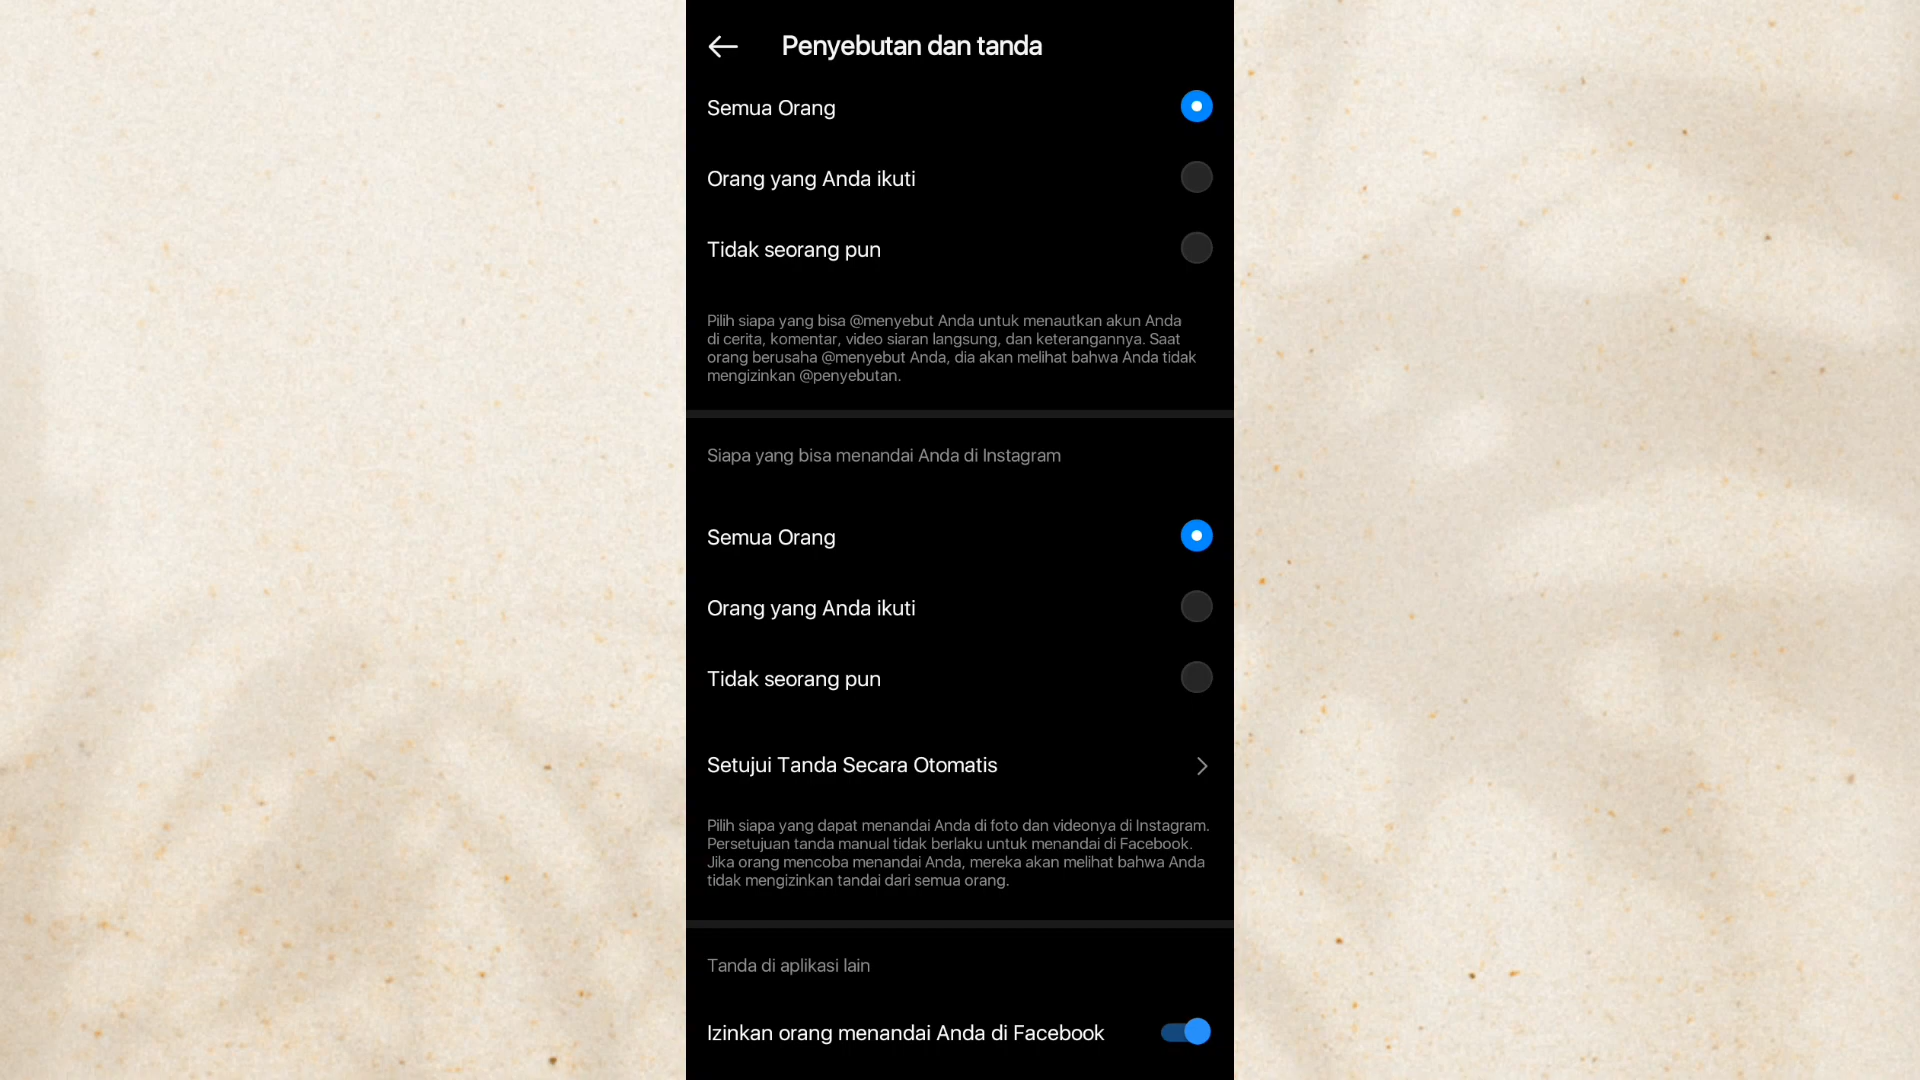 Penyebutan dan tanda
Semua Orang
Orang yang Anda ikuti
Tidak seorang pun
Pilih siapa yang bisa @menyebut Anda untuk menautkan akun Anda
di cerita, komentar, video siaran langsung, dan keterangannya. Saat
orang berusaha @menyebut Anda, dia akan melihat bahwa Anda tidak
mengizinkan @penyebutan.
Siapa yang bisa menandai Anda di Instagram
Semua Orang
Orang yang Anda ikuti
Tidak seorang pun
Setujui Tanda Secara Otomatis
Pilih siapa yang dapat menandai Anda di foto dan videonya di Instagram.
Persetujuan tanda manual tidak berlaku untuk menandai di Facebook.
Jika orang mencoba menandai Anda, mereka akan melihat bahwa Anda
tidak mengizinkan tandai dari semua orang.
Tanda di aplikasi lain
Izinkan orang menandai Anda di Facebook